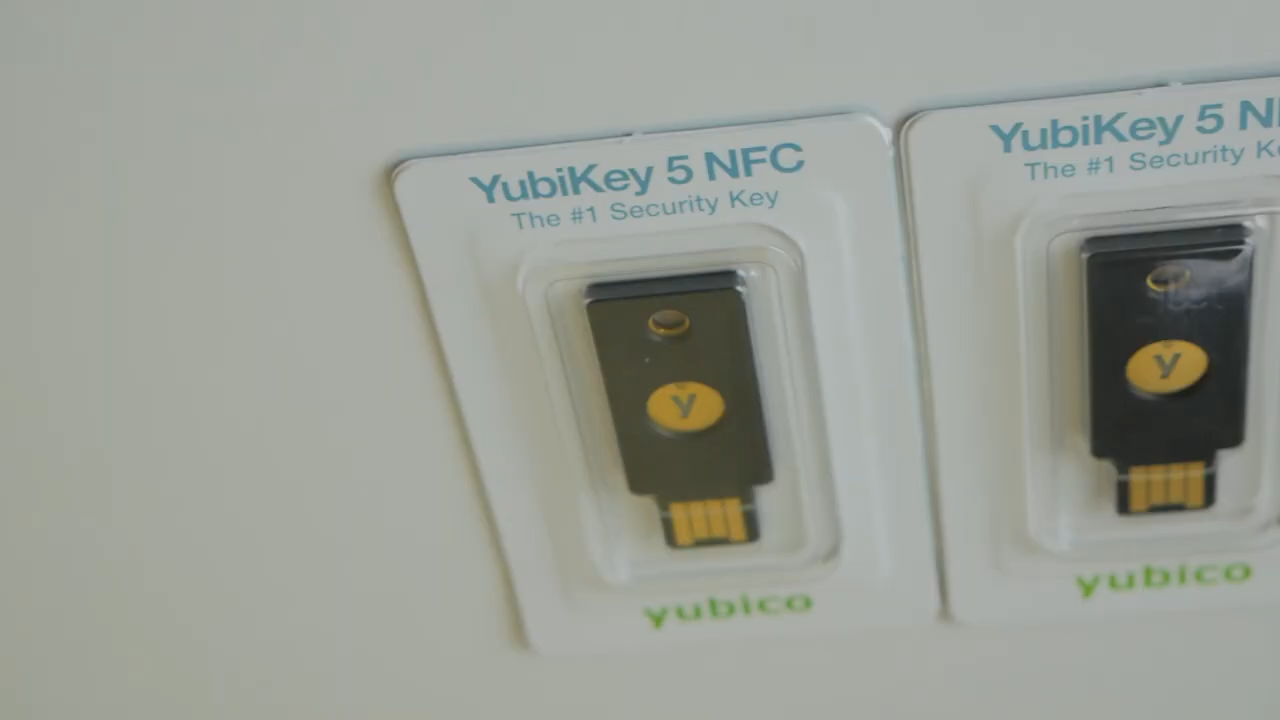 YubiKey 5 NFC
The #1 Security Key
y
yubico
YubiKey 5
The #1 Security
y
yubico